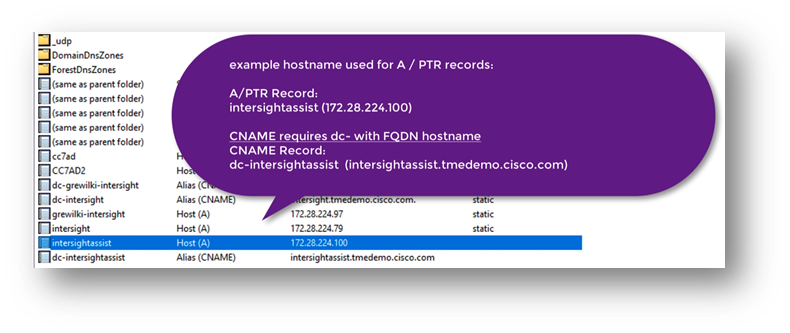 _udp
DomainDnsZones
ForestDnsZones
(same as parent folder)
(same as parent folder)
(same as parent folder)
(same as parent folder)
(same as parent folder)
cc7ad
CC7AD2
dc-grewilki-intersight Alias (CN
dc-intersight Alias (CNAME) intersight.tmedemo.cisco.com. static
grewilki-intersight Host (A) 172.28.224.97 static
intersight Host (A) 172.28.224.79 static
intersightassist Host (A) 172.28.224.100
dc-intersightassist Alias (CNAME) intersightassist.tmedemo.cisco.com
example hostname used for A / PTR records:
A/PTR Record:
intersightassist (172.28.224.100)
CNAME requires dc- with FQDN hostname
CNAME Record:
dc-intersightassist (intersightassist.tmedemo.cisco.com)